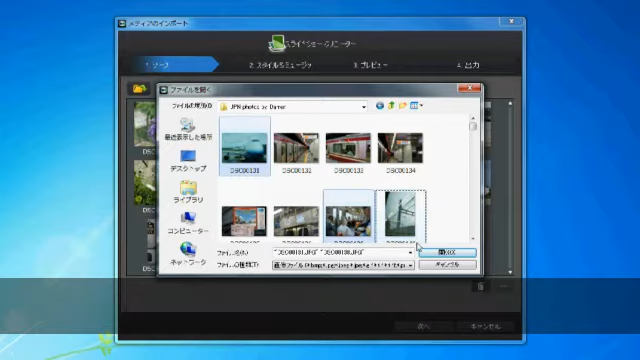 メディアのインポート
スライドショー クリエーター
1. ソース
2. スタイルとミュージック
3. プレビュー
4. 出力
ファイルを開く
ファイルの場所(I):
JPN photos by Darner
最近表示した場所
デスクトップ
ライブラリ
コンピューター
ネットワーク
DSC00131
DSC00132
DSC00133
DSC00134
ファイル名(N):
"DSC00131.JPG" "DSC00138.JPG"
開く(O)
ファイルの種類(T):
キャンセル
次へ
キャンセル